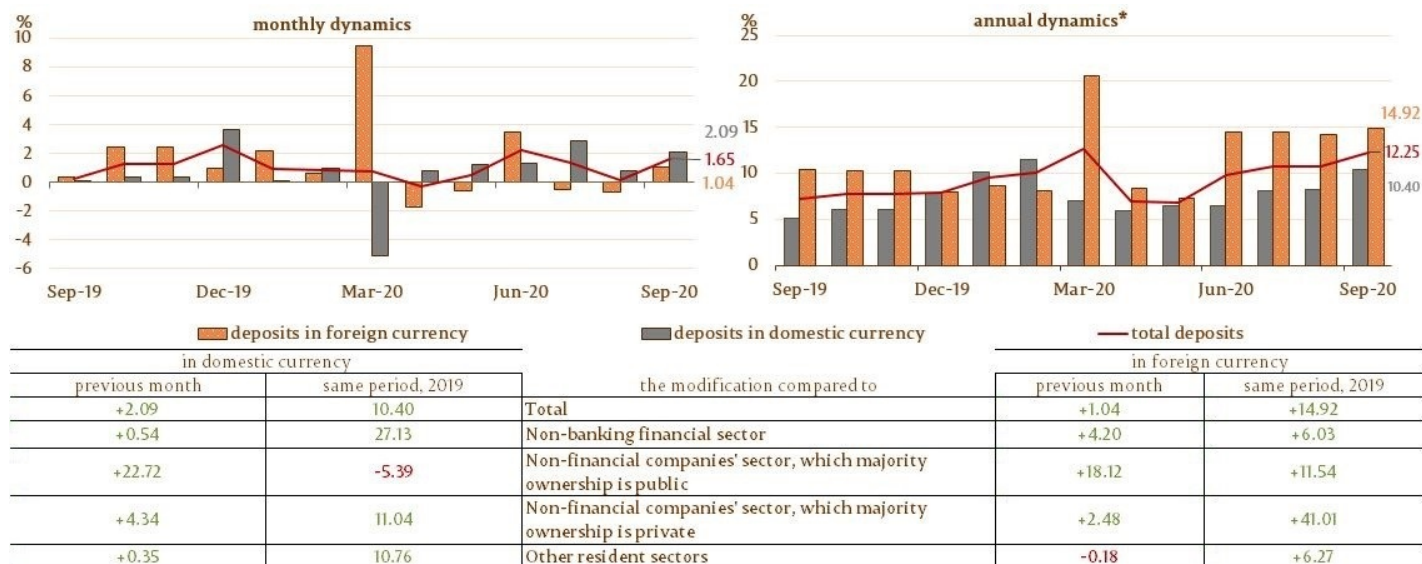 %
monthly dynamics
10
8
6
4
2
0
-2
-4
-6
2.09
1.65
1.04
Sep-19
Dec-19
Mar-20
Jun-20
Sep-20
%
annual dynamics*
25
20
15
10
5
0
14.92
12.25
10.40
Sep-19
Dec-19
Mar-20
Jun-20
Sep-20
deposits in foreign currency
deposits in domestic currency
total deposits
in domestic currency
in foreign currency
previous month same period, 2019 the modification compared to previous month same period, 2019
+2.09 10.40 Total +1.04 +14.92
+0.54 27.13 Non-banking financial sector +4.20 +6.03
+22.72 -5.39 Non-financial companies' sector, which majority
ownership is public +18.12 +11.54
+4.34 11.04 Non-financial companies' sector, which majority
ownership is private +2.48 +41.01
+0.35 10.76 Other resident sectors -0.18 +6.27